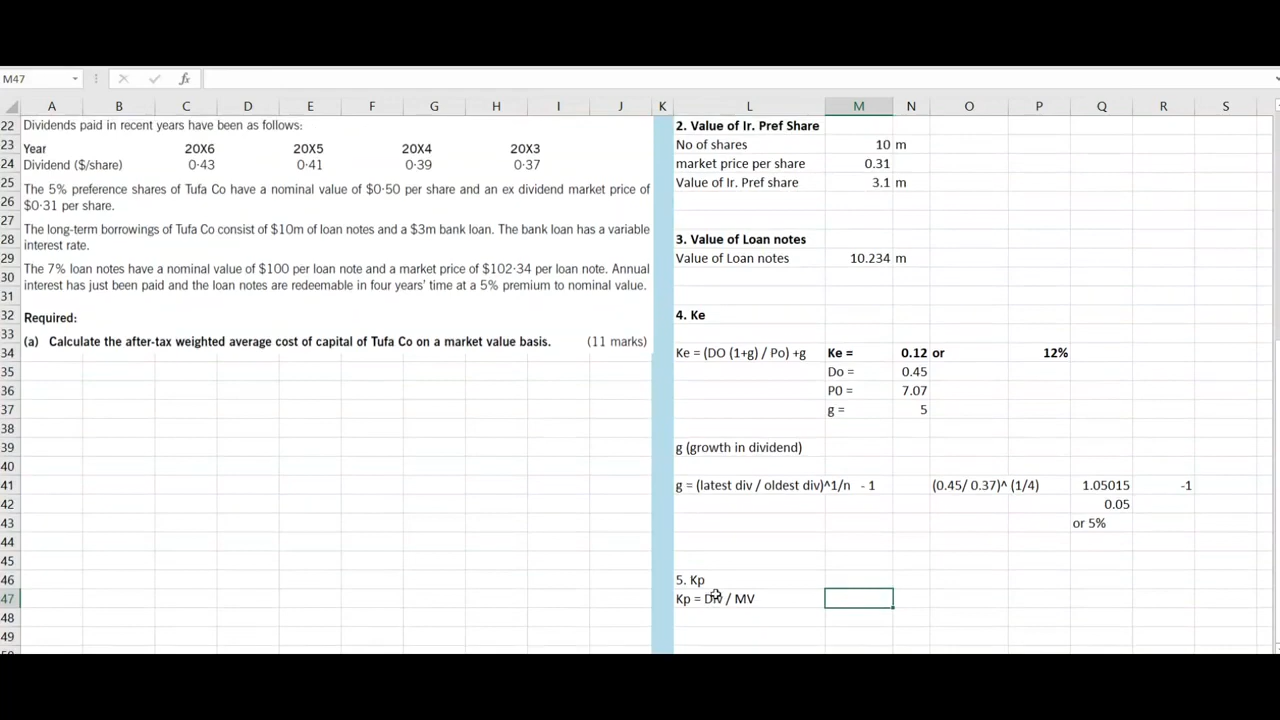 M47
A B C D E F G H I J K L M N O P Q R S
22 Dividends paid in recent years have been as follows: 2. Value of Ir. Pref Share
23 Year 20X6 20X5 20X4 20X3 No of shares 10 m
24 Dividend ($/share) 0·43 0·41 0·39 0·37 market price per share 0.31
25 The 5% preference shares of Tufa Co have a nominal value of $0·50 per share and an ex dividend market price of Value of Ir. Pref share 3.1 m
26 $0·31 per share.
27
28 The long-term borrowings of Tufa Co consist of $10m of loan notes and a $3m bank loan. The bank loan has a variable 3. Value of Loan notes
29 interest rate. Value of Loan notes 10.234 m
30 The 7% loan notes have a nominal value of $100 per loan note and a market price of $102·34 per loan note. Annual
31 interest has just been paid and the loan notes are redeemable in four years' time at a 5% premium to nominal value.
32 Required: 4. Ke
33
34 (a) Calculate the after-tax weighted average cost of capital of Tufa Co on a market value basis. (11 marks) Ke = (DO (1+g) / Po) +g Ke = 0.12 or 12%
35 Do = 0.45
36 P0 = 7.07
37 g = 5
38
39 g (growth in dividend)
40
41 g = (latest div / oldest div)^1/n - 1 (0.45/ 0.37)^ (1/4) 1.05015 -1
42 0.05
43 or 5%
44
45
46 5. Kp
47 Kp = Div / MV
48
49